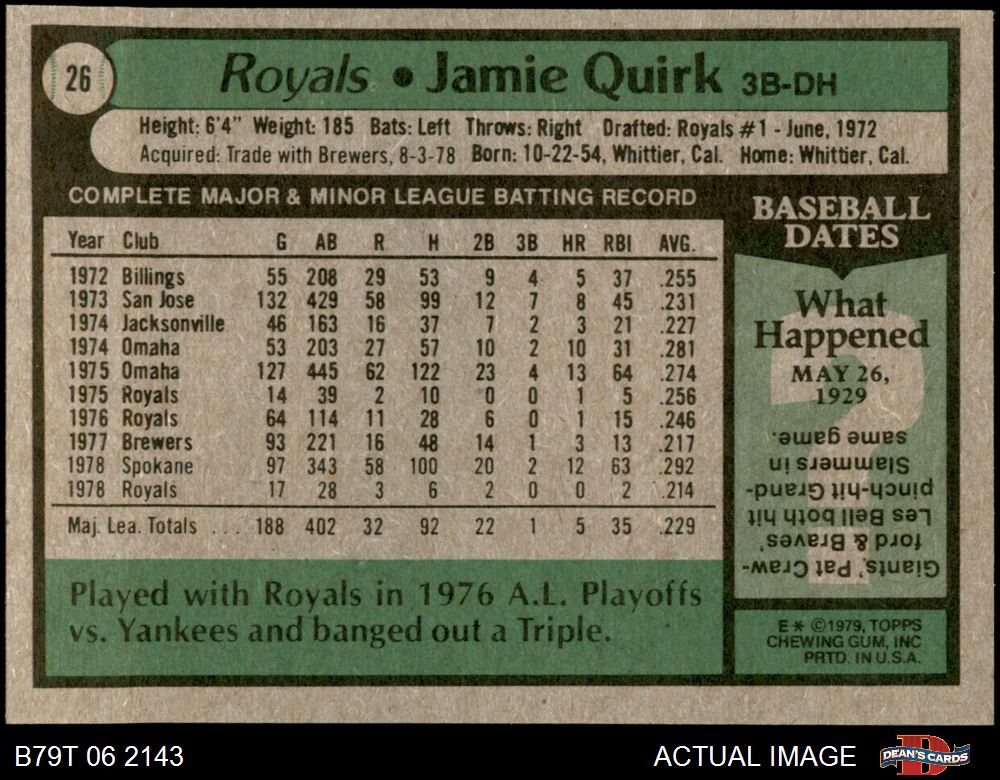 26
Royals • Jamie Quirk 3B-DH
Height: 6'4" Weight: 185 Bats: Left Throws: Right Drafted: Royals #1 - June, 1972
Acquired: Trade with Brewers, 8-3-78 Born: 10-22-54, Whittier, Cal. Home: Whittier, Cal.
COMPLETE MAJOR & MINOR LEAGUE BATTING RECORD
Year Club G AB R H 2B 3B HR RBI AVG.
1972 Billings 55 208 29 53 9 4 5 37 .255
1973 San Jose 132 429 58 99 12 7 8 45 .231
1974 Jacksonville 46 163 16 37 7 2 3 21 .227
1974 Omaha 53 203 27 57 10 2 10 31 .281
1975 Omaha 127 445 62 122 23 4 13 64 .274
1975 Royals 14 39 2 10 0 0 1 5 .256
1976 Royals 64 114 11 28 6 0 1 15 .246
1977 Brewers 93 221 16 48 14 1 3 13 .217
1978 Spokane 97 343 58 100 20 2 12 63 .292
1978 Royals 17 28 3 6 2 0 0 2 .214
Maj. Lea. Totals ... 188 402 32 92 22 1 5 35 .229
Played with Royals in 1976 A.L. Playoffs
vs. Yankees and banged out a Triple.
BASEBALL
DATES
What
Happened
MAY 26,
1929
Giants' Pat Craw-
ford & Braves'
Les Bell both hit
pinch-hit Grand-
Slammers in
same game.
E * ©1979, TOPPS
CHEWING GUM, INC
PRTD. IN U.S.A.
B79T 06 2143
ACTUAL IMAGE
DEAN'S CARDS